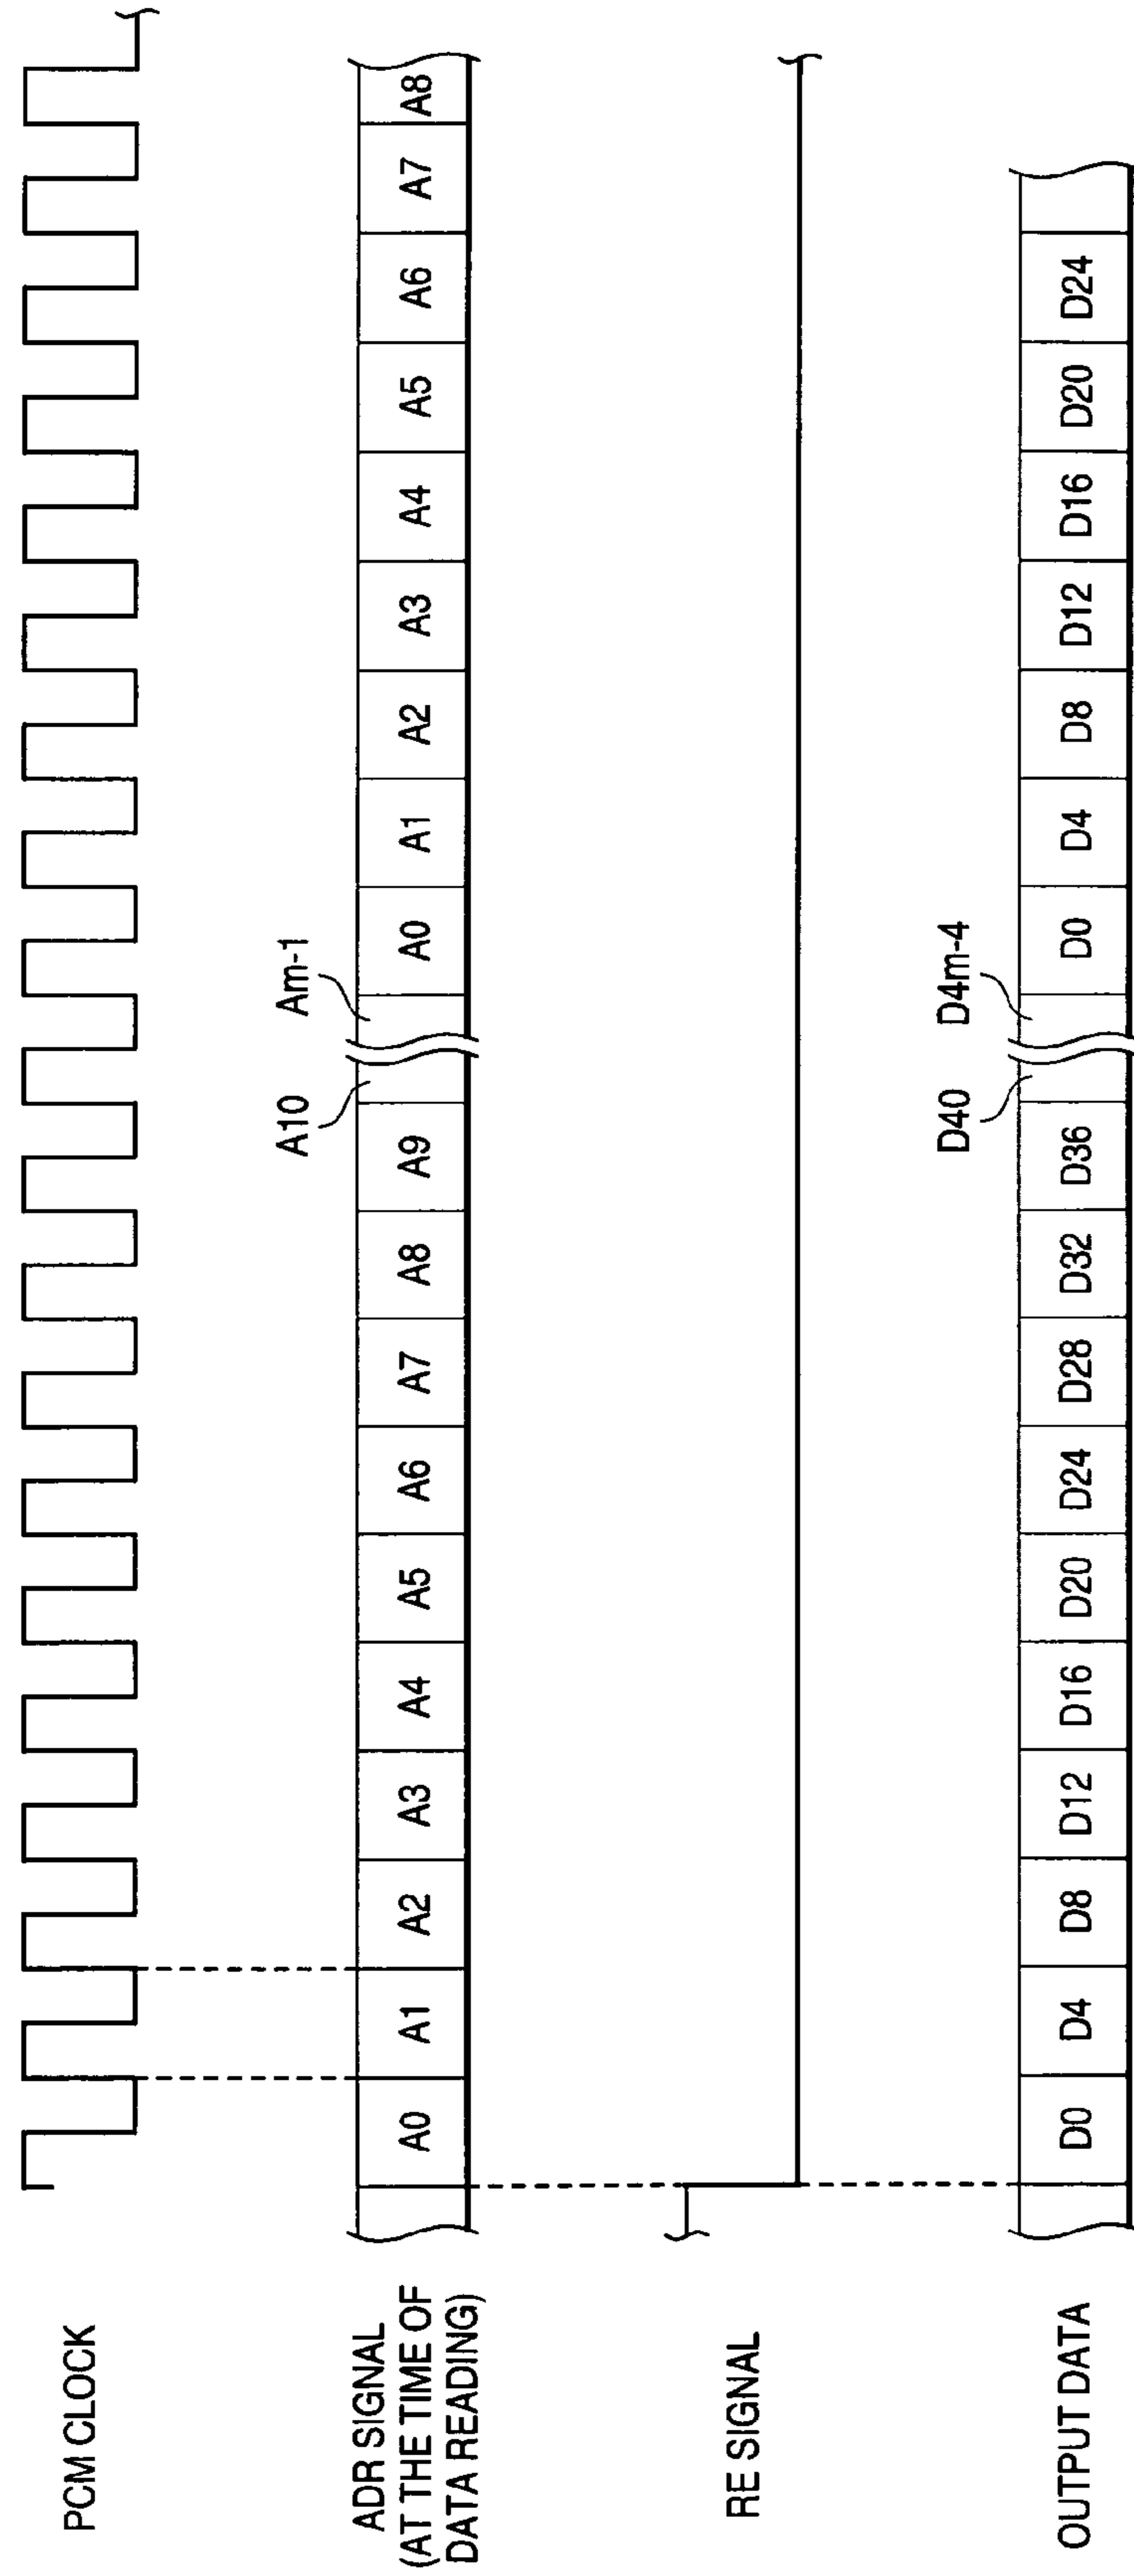 PCM CLOCK
ADR SIGNAL
(AT THE TIME OF
DATA READING)
A0 A1 A2 A3 A4 A5 A6 A7 A8 A9 A10 Am-1 A0 A1 A2 A3 A4 A5 A6 A7 A8
RE SIGNAL
OUTPUT DATA
D0 D4 D8 D12 D16 D20 D24 D28 D32 D36 D40 D4m-4 D0 D4 D8 D12 D16 D20 D24